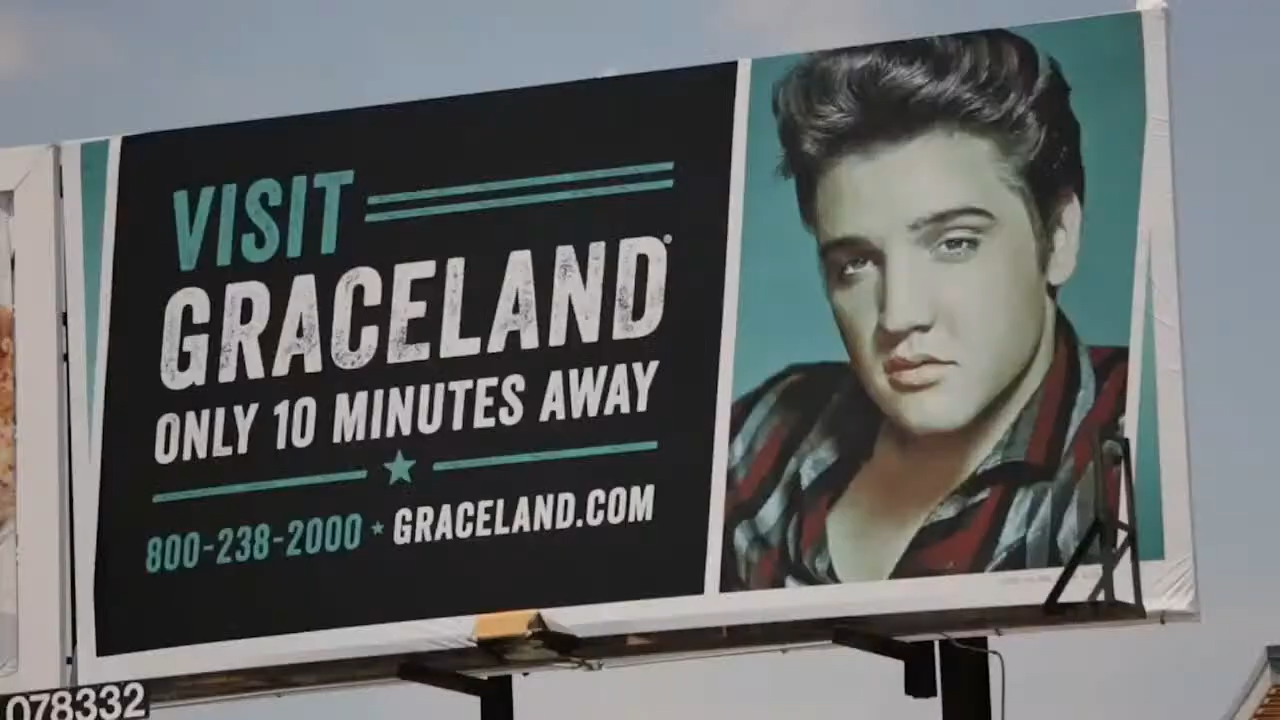 VISIT
GRACELAND®
ONLY 10 MINUTES AWAY
800-238-2000 ★ GRACELAND.COM
078332